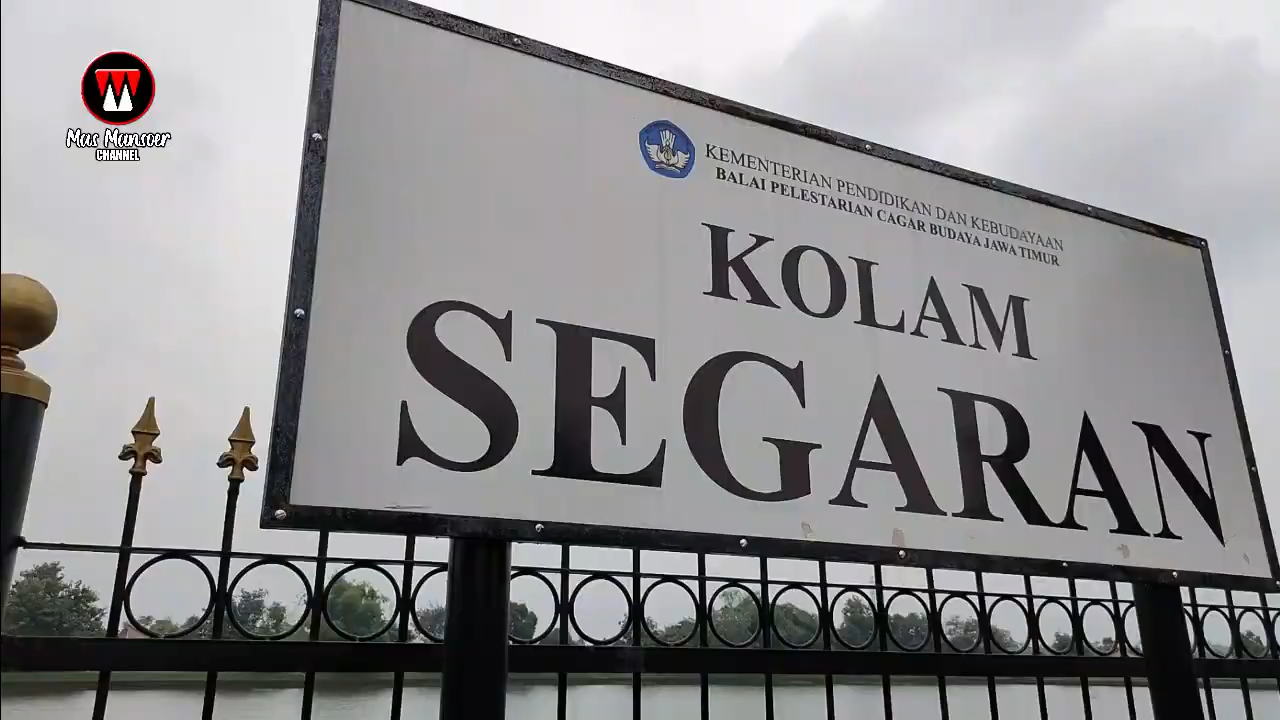 Mas Mansoer
CHANNEL
KEMENTERIAN PENDIDIKAN DAN KEBUDAYAAN
BALAI PELESTARIAN CAGAR BUDAYA JAWA TIMUR
KOLAM
SEGARAN